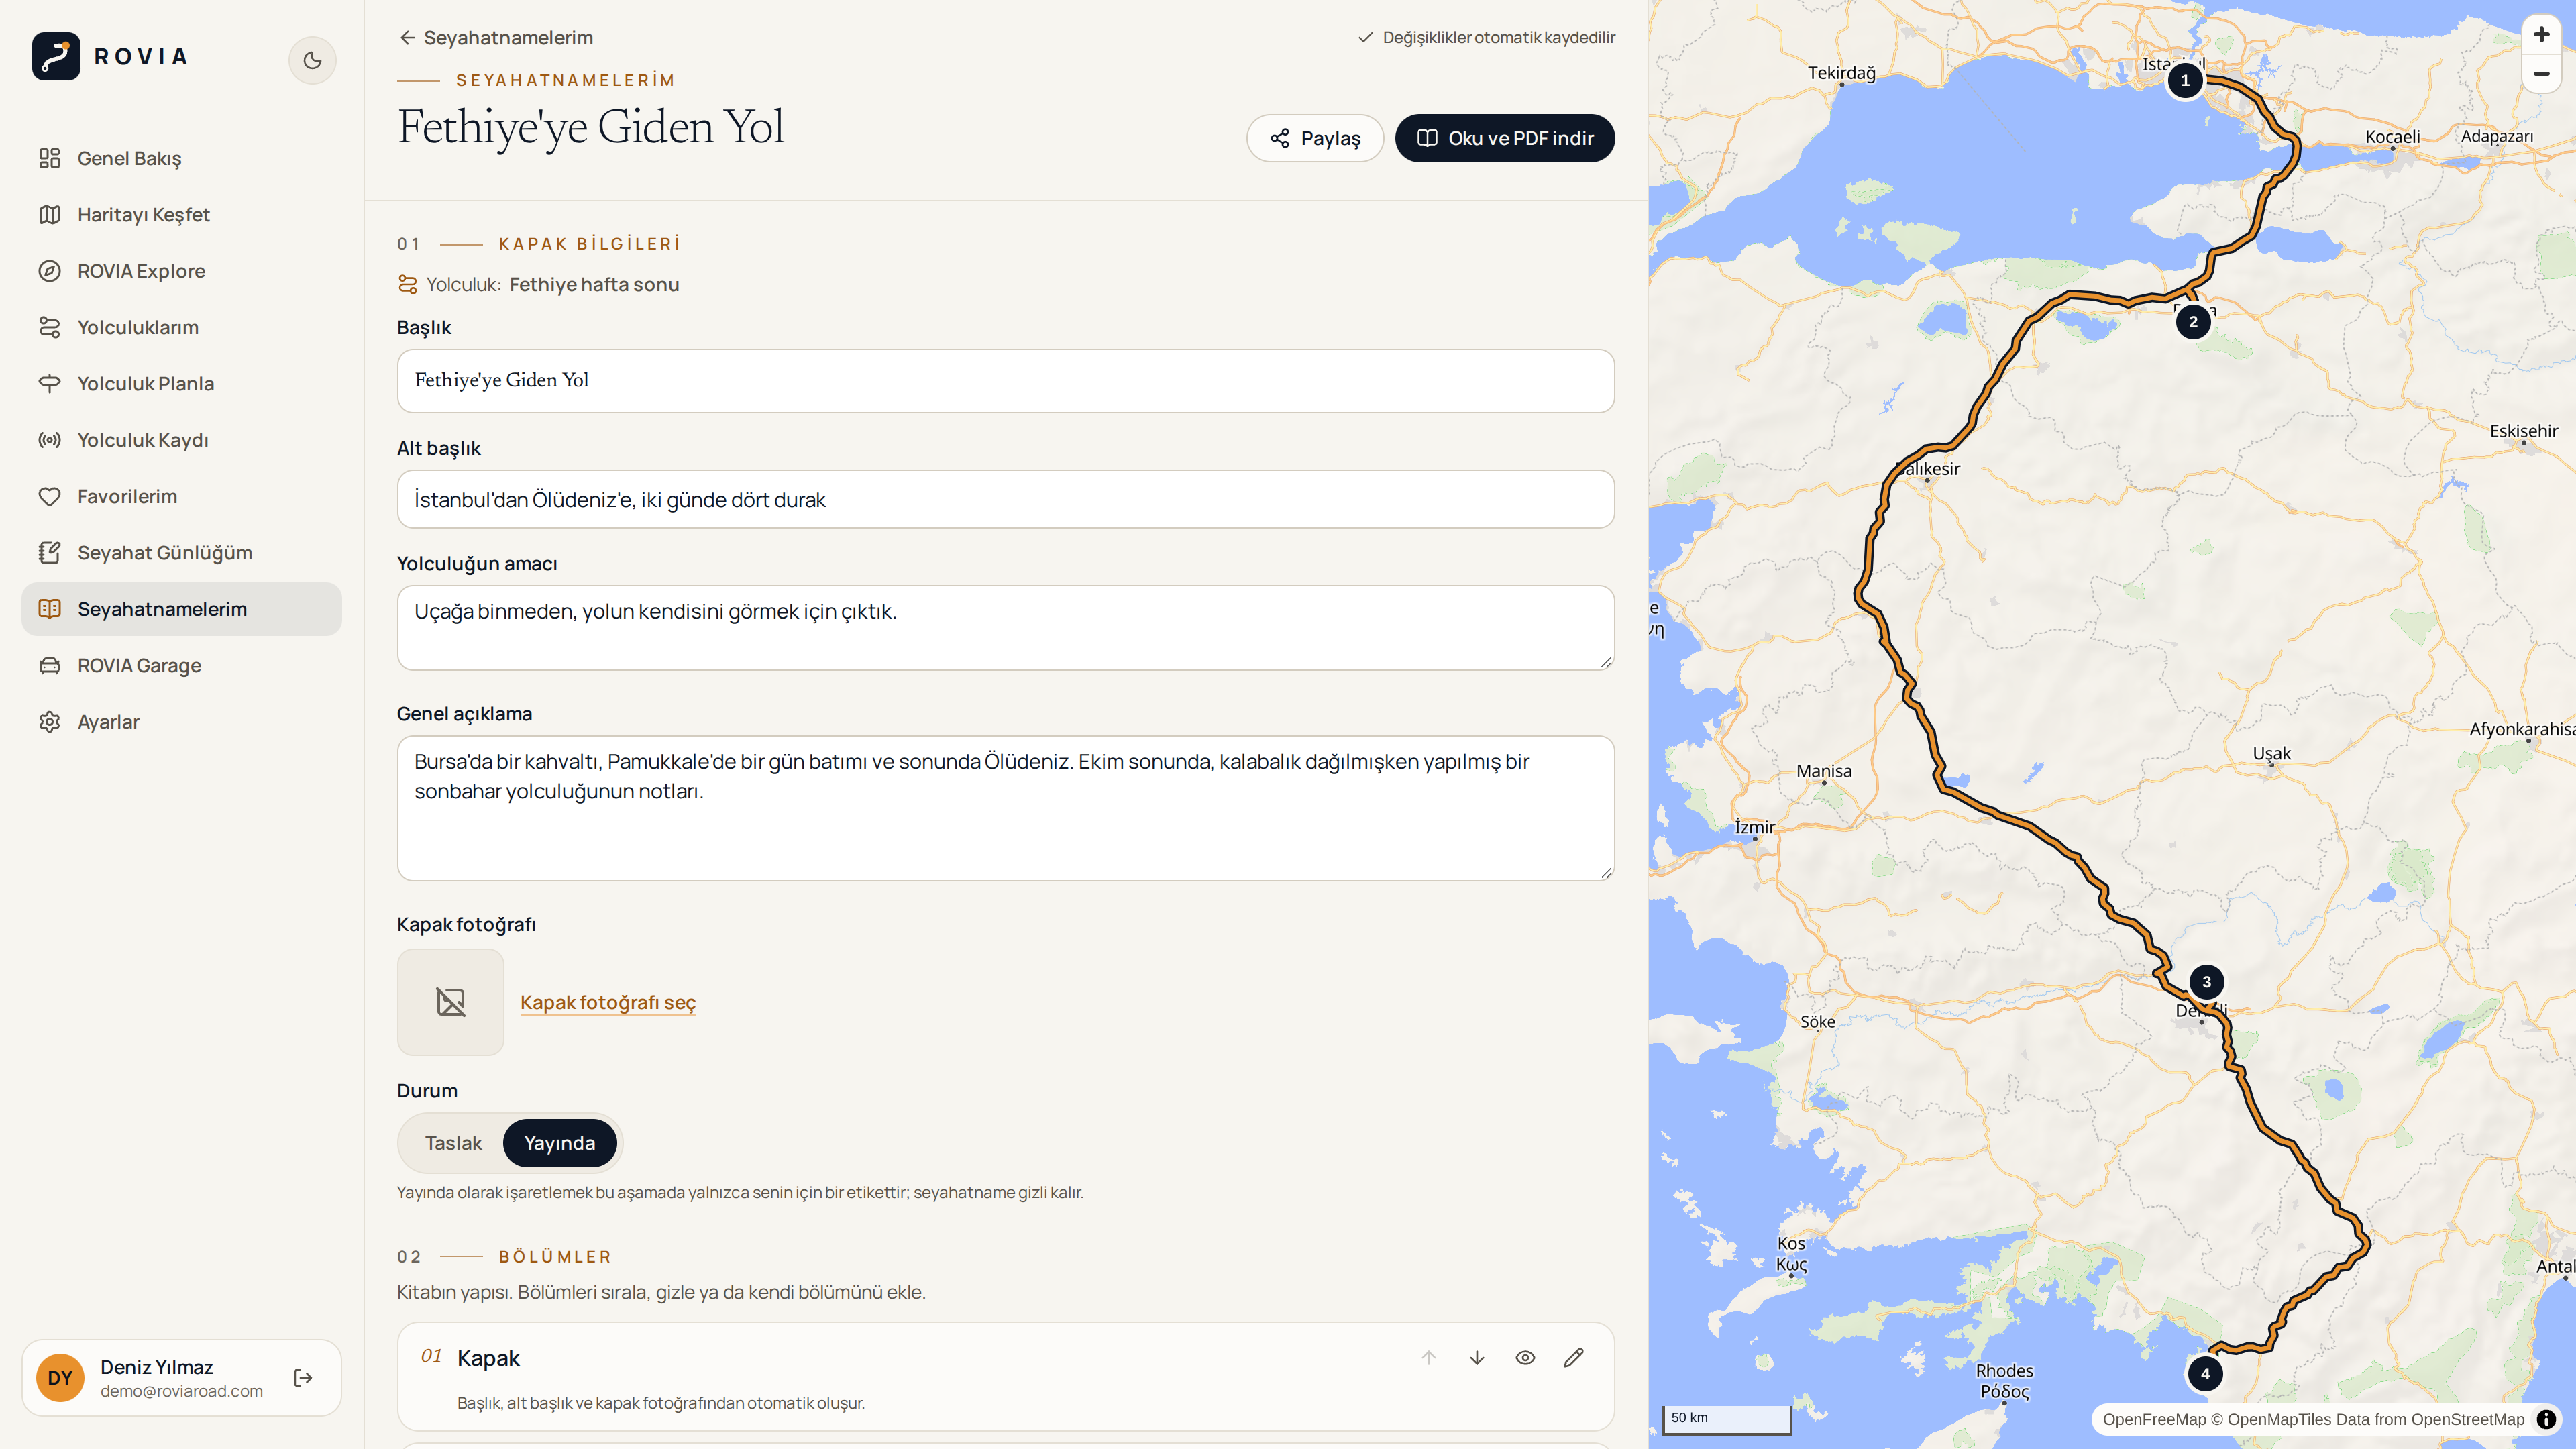 ROVIA
Genel Bakış
Haritayı Keşfet
ROVIA Explore
Yolculuklarım
Yolculuk Planla
Yolculuk Kaydı
Favorilerim
Seyahat Günlüğüm
Seyahatnamelerim
ROVIA Garage
Ayarlar
DY
Deniz Yılmaz
demo@roviaroad.com
Seyahatnamelerim
Değişiklikler otomatik kaydedilir
SEYAHATNAMELERİM
Fethiye'ye Giden Yol
Paylaş
Oku ve PDF indir
01 KAPAK BİLGİLERİ
Yolculuk: Fethiye hafta sonu
Başlık
Fethiye'ye Giden Yol
Alt başlık
İstanbul'dan Ölüdeniz'e, iki günde dört durak
Yolculuğun amacı
Uçağa binmeden, yolun kendisini görmek için çıktık.
Genel açıklama
Bursa'da bir kahvaltı, Pamukkale'de bir gün batımı ve sonunda Ölüdeniz. Ekim sonunda, kalabalık dağılmışken yapılmış bir
sonbahar yolculuğunun notları.
Kapak fotoğrafı
Kapak fotoğrafı seç
Durum
Taslak
Yayında
Yayında olarak işaretlemek bu aşamada yalnızca senin için bir etikettir; seyahatname gizli kalır.
02 BÖLÜMLER
Kitabın yapısı. Bölümleri sırala, gizle ya da kendi bölümünü ekle.
01 Kapak
Başlık, alt başlık ve kapak fotoğrafından otomatik oluşur.
Tekirdağ
1
Kocaeli
Adapazarı
2
Eskisehir
Balıkesir
Afyonkarahisa
Uşak
Manisa
İzmir
3
Söke
Kos
Κως
Antal
Rhodes
Ρόδος
4
50 km
OpenFreeMap © OpenMapTiles Data from OpenStreetMap